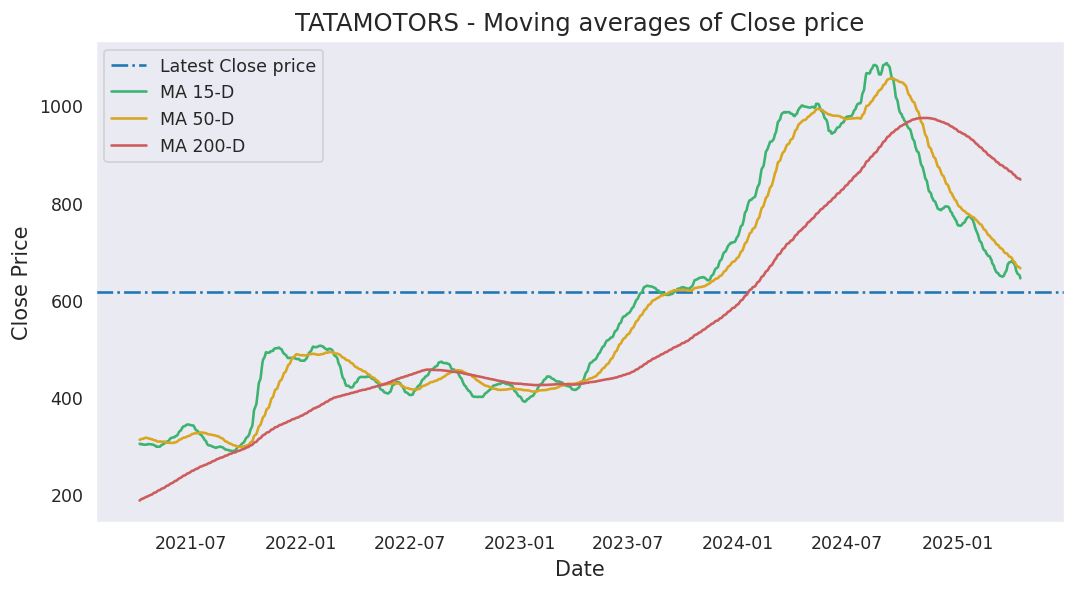 TATAMOTORS - Moving averages of Close price
Latest Close price
MA 15-D
MA 50-D
MA 200-D
Close Price
1000
800
600
400
200
2021-07 2022-01 2022-07 2023-01 2023-07 2024-01 2024-07 2025-01
Date